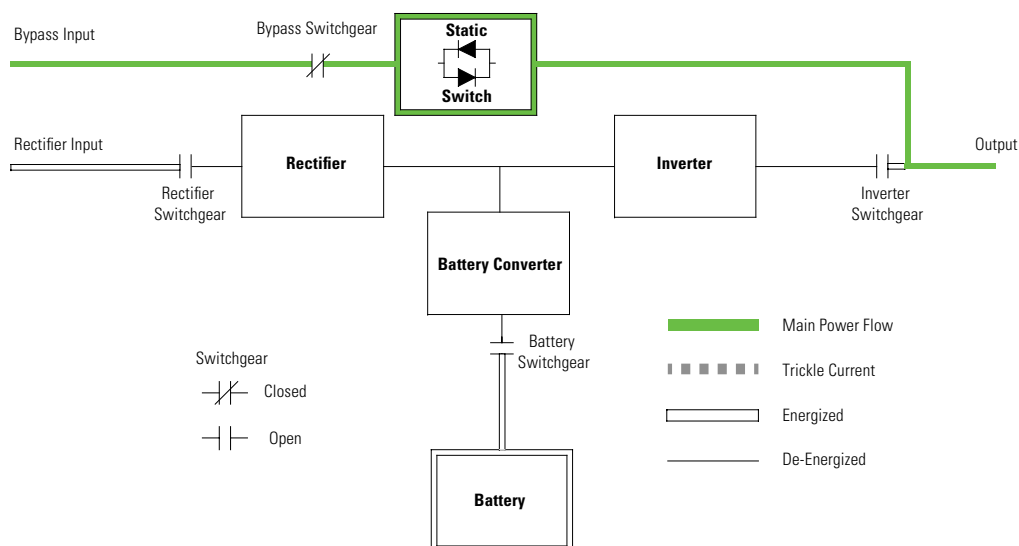 Bypass Input
Bypass Switchgear
Static
Switch
Rectifier Input
Rectifier
Switchgear
Rectifier
Inverter
Inverter
Switchgear
Output
Battery Converter
Battery
Switchgear
Battery
Switchgear
Closed
Open
Main Power Flow
Trickle Current
Energized
De-Energized